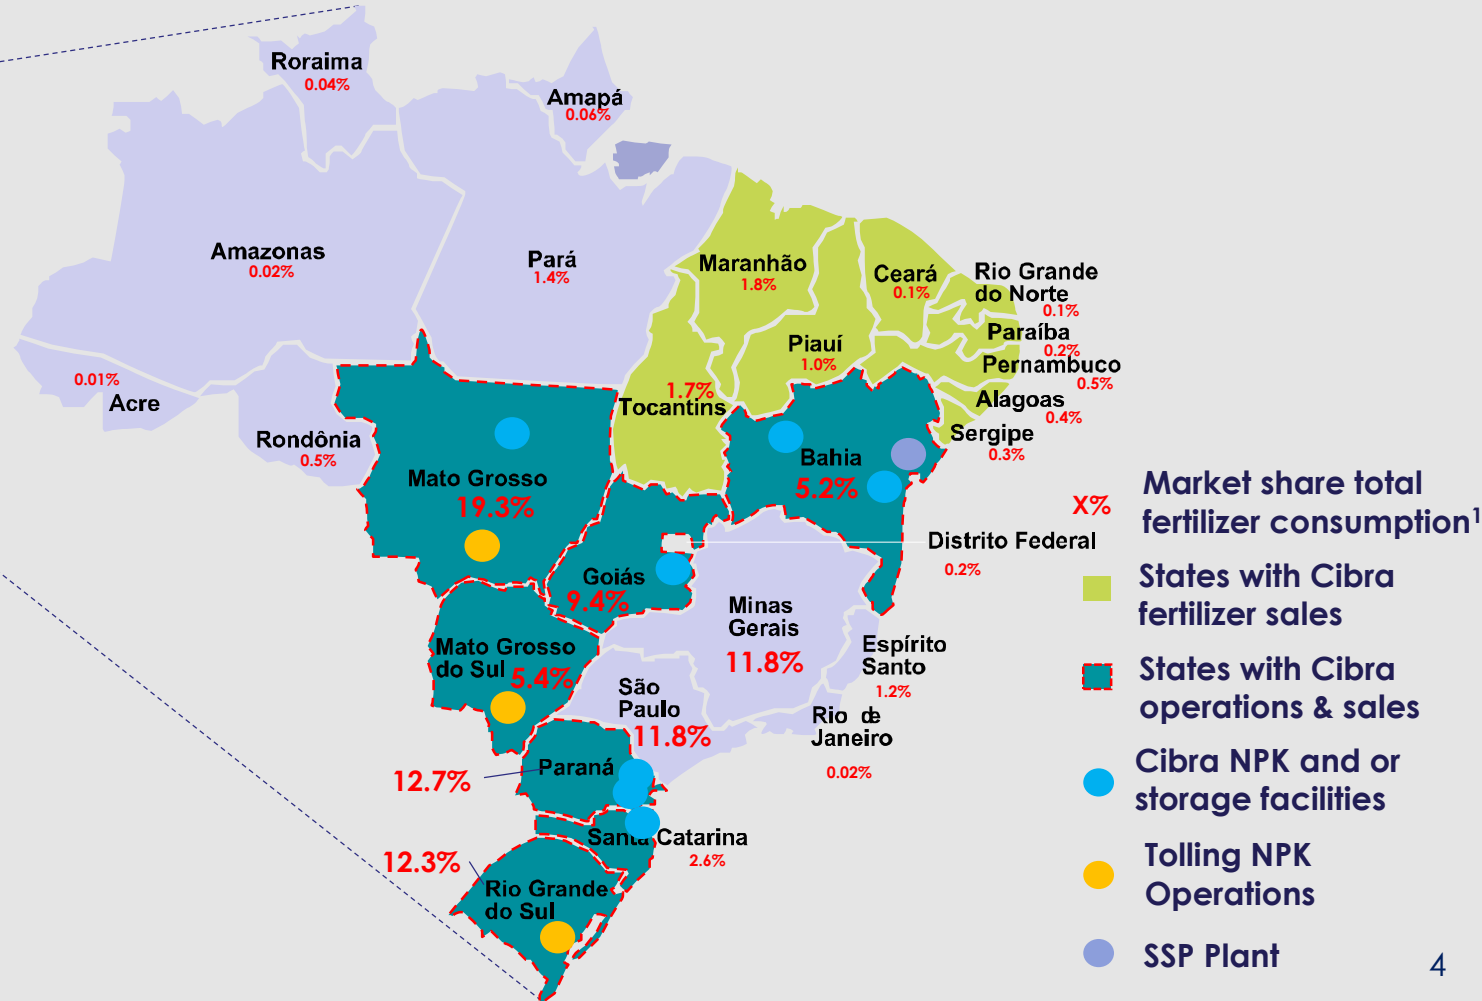 Roraima
0.04%
Amapá
0.06%
Amazonas
0.02%
Pará
1.4%
Maranhão
1.8%
Ceará
0.1%
Rio Grande
do Norte
0.1%
Paraíba
0.2%
Pernambuco
0.5%
Piauí
1.0%
Alagoas
0.4%
Sergipe
0.3%
0.01%
Acre
Rondônia
0.5%
1.7%
Tocantins
Mato Grosso
19.3%
Bahia
5.2%
Distrito Federal
0.2%
Goiás
9.4%
Minas
Gerais
11.8%
Espírito
Santo
1.2%
Mato Grosso
do Sul
5.4%
São
Paulo
11.8%
Rio de
Janeiro
0.02%
Paraná
12.7%
Santa Catarina
2.6%
12.3%
Rio Grande
do Sul
X%
Market share total
fertilizer consumption¹
States with Cibra
fertilizer sales
States with Cibra
operations & sales
Cibra NPK and or
storage facilities
Tolling NPK
Operations
SSP Plant
4